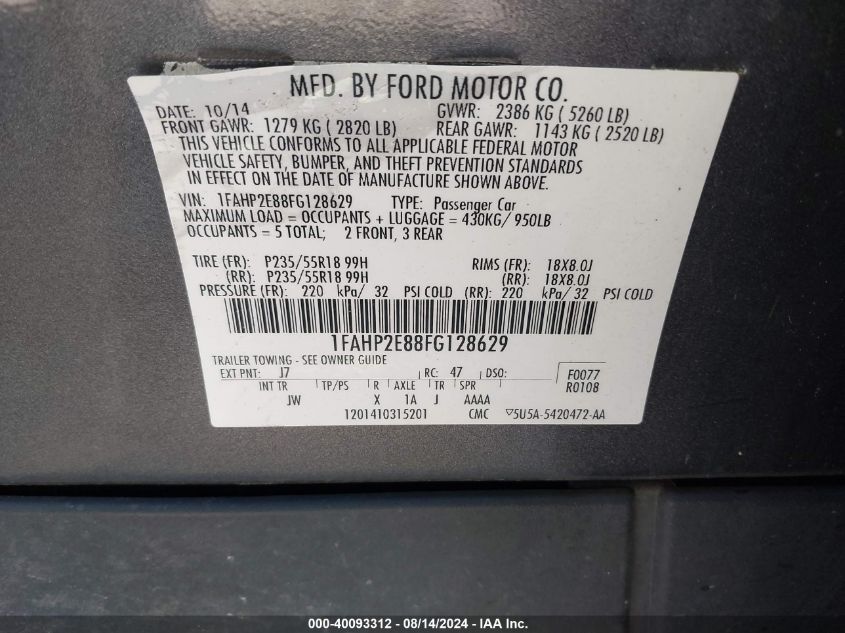 MFD. BY FORD MOTOR CO.
DATE: 10/14 GVWR: 2386 KG ( 5260 LB)
FRONT GAWR: 1279 KG ( 2820 LB) REAR GAWR: 1143 KG ( 2520 LB)
THIS VEHICLE CONFORMS TO ALL APPLICABLE FEDERAL MOTOR
VEHICLE SAFETY, BUMPER, AND THEFT PREVENTION STANDARDS
IN EFFECT ON THE DATE OF MANUFACTURE SHOWN ABOVE.
VIN: 1FAHP2E88FG128629 TYPE: Passenger Car
MAXIMUM LOAD = OCCUPANTS + LUGGAGE = 430KG/ 950LB
OCCUPANTS = 5 TOTAL; 2 FRONT, 3 REAR
TIRE (FR): P235/55R18 99H RIMS (FR): 18X8.0J
(RR): P235/55R18 99H (RR): 18X8.0J
PRESSURE (FR): 220 kPa/ 32 PSI COLD (RR): 220 kPa/ 32 PSI COLD
1FAHP2E88FG128629
TRAILER TOWING - SEE OWNER GUIDE
EXT PNT: J7 RC: 47 DSO: F0077
INT TR TP/PS R AXLE TR SPR R0108
JW X 1A J AAAA
1201410315201 CMC ▽5U5A-5420472-AA
000-40093312 - 08/14/2024 - IAA Inc.